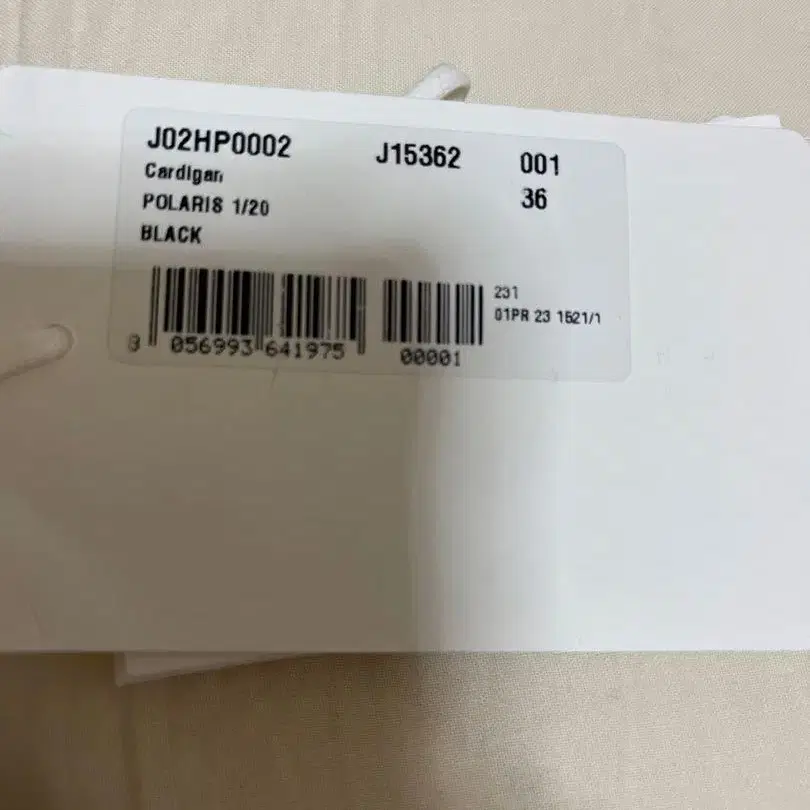 J02HP0002 J15362 001
Cardigan 36
POLARIS 1/20
BLACK
231
01PR 23 1521/1
8 056993 641975 00001